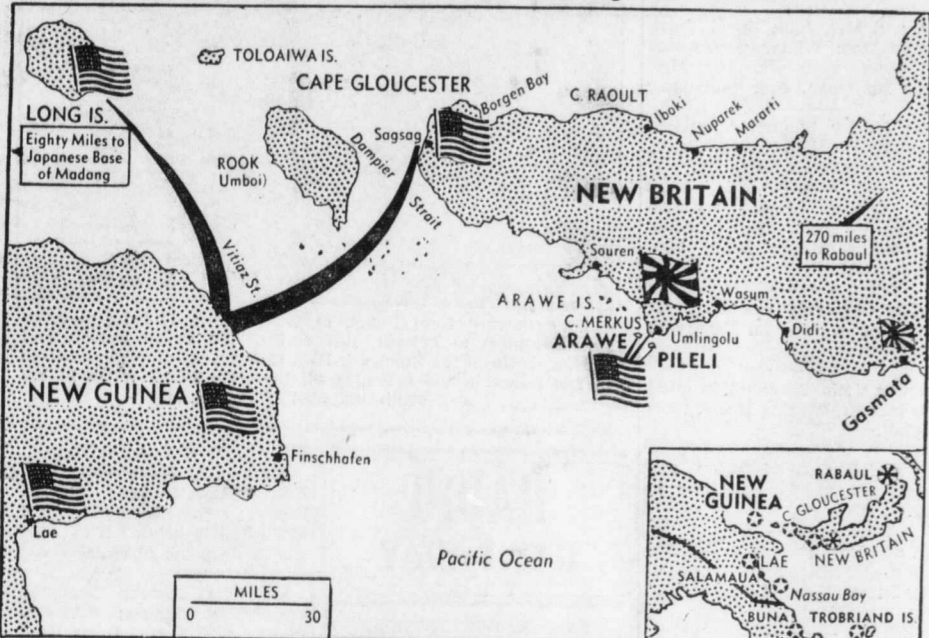 TOLOAIWA IS.
CAPE GLOUCESTER
LONG IS.
Eighty Miles to
Japanese Base
of Madang
ROOK
Umboi)
Sagsag
Dampier
Strait
Borgen Bay
C. RAOULT
Iboki
Nuparek
Mararti
NEW BRITAIN
270 miles
to Rabaul
Vitiaz St.
Souren
ARAWE IS.
C. MERKUS
ARAWE
Umlingolu
PILELI
Wasum
Didi
Gasmata
NEW GUINEA
Finschhafen
Lae
Pacific Ocean
MILES
0 30
NEW
GUINEA
RABAUL
C. GLOUCESTER
NEW BRITAIN
LAE
SALAMAUA
Nassau Bay
BUNA
TROBRIAND IS